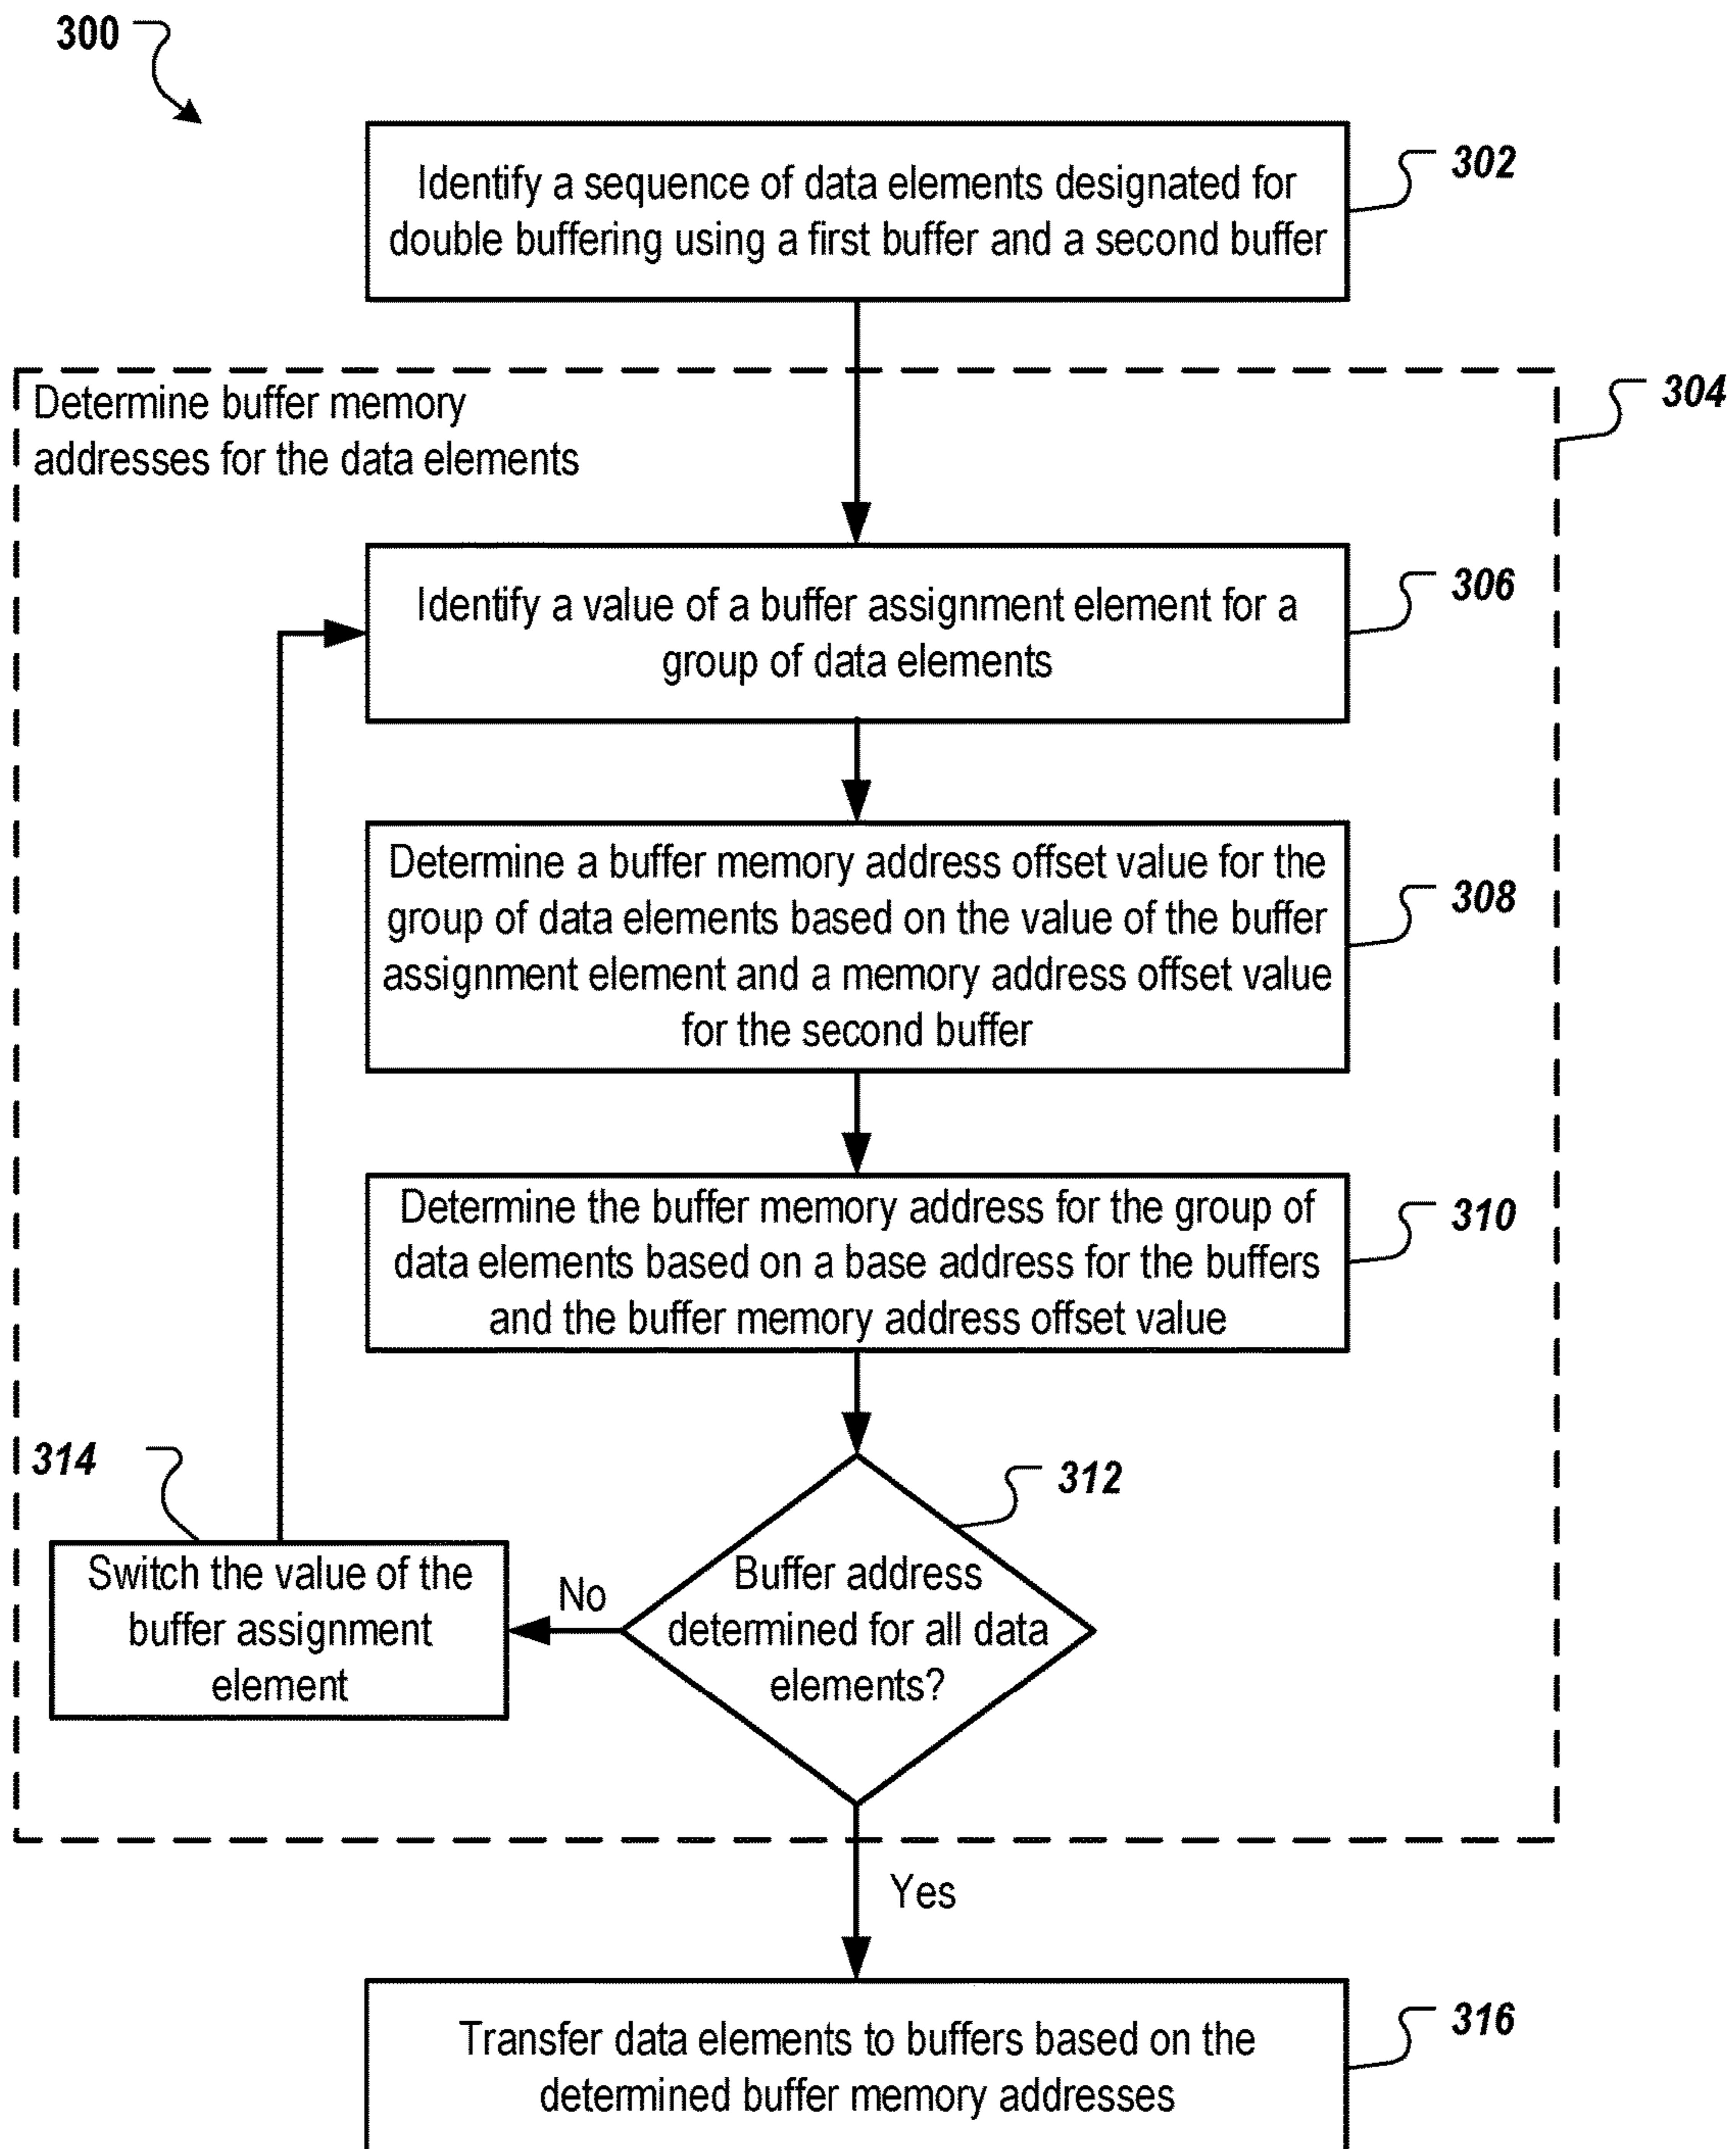 300
Identify a sequence of data elements designated for
double buffering using a first buffer and a second buffer
302
Determine buffer memory
addresses for the data elements
304
Identify a value of a buffer assignment element for a
group of data elements
306
Determine a buffer memory address offset value for the
group of data elements based on the value of the buffer
assignment element and a memory address offset value
for the second buffer
308
Determine the buffer memory address for the group of
data elements based on a base address for the buffers
and the buffer memory address offset value
310
314
312
Switch the value of the
buffer assignment
element
No
Buffer address
determined for all data
elements?
Yes
Transfer data elements to buffers based on the
determined buffer memory addresses
316